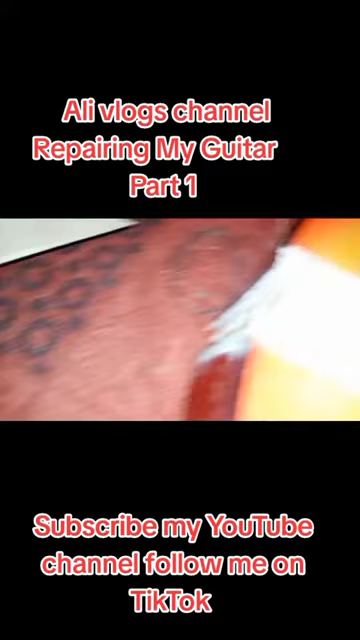 Ali vlogs channel
Repairing My Guitar
Part 1
Subscribe my YouTube
channel follow me on
TikTok